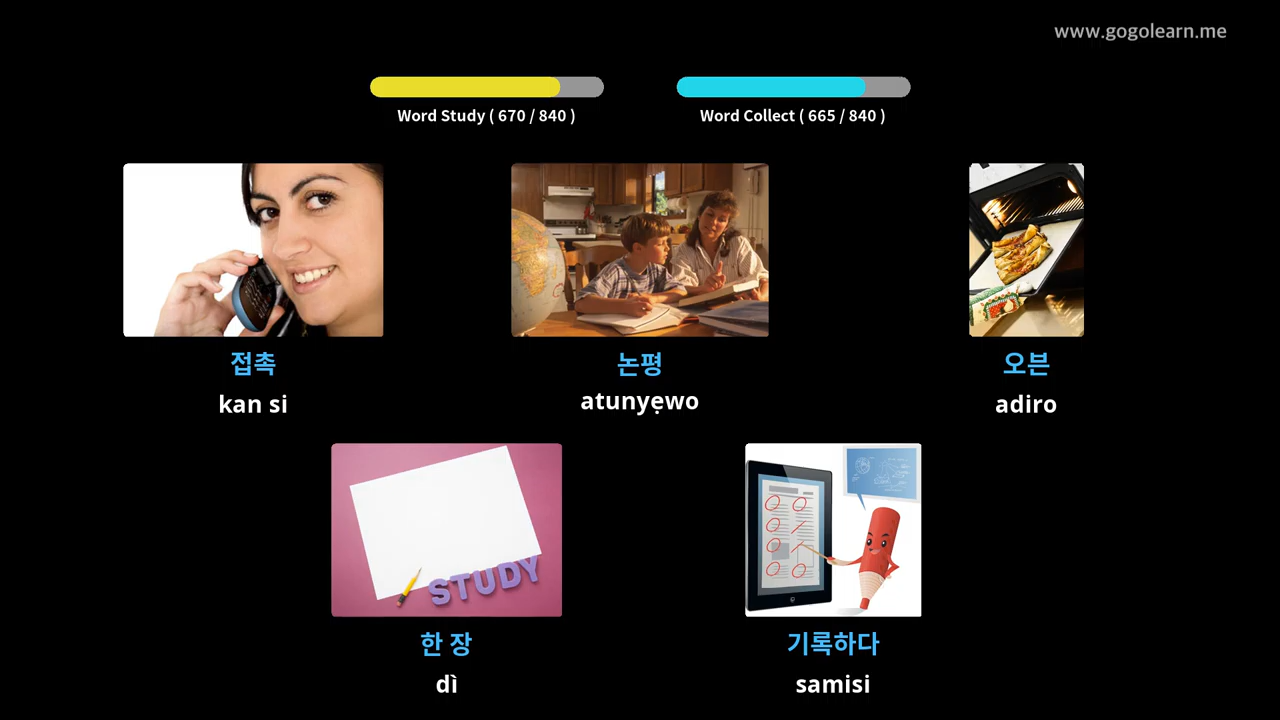 www.gogolearn.me
Word Study ( 670 / 840 )
Word Collect ( 665 / 840 )
접촉
kan si
논평
atunyẹwo
오븐
adiro
STUDY
한 장
dì
기록하다
samisi